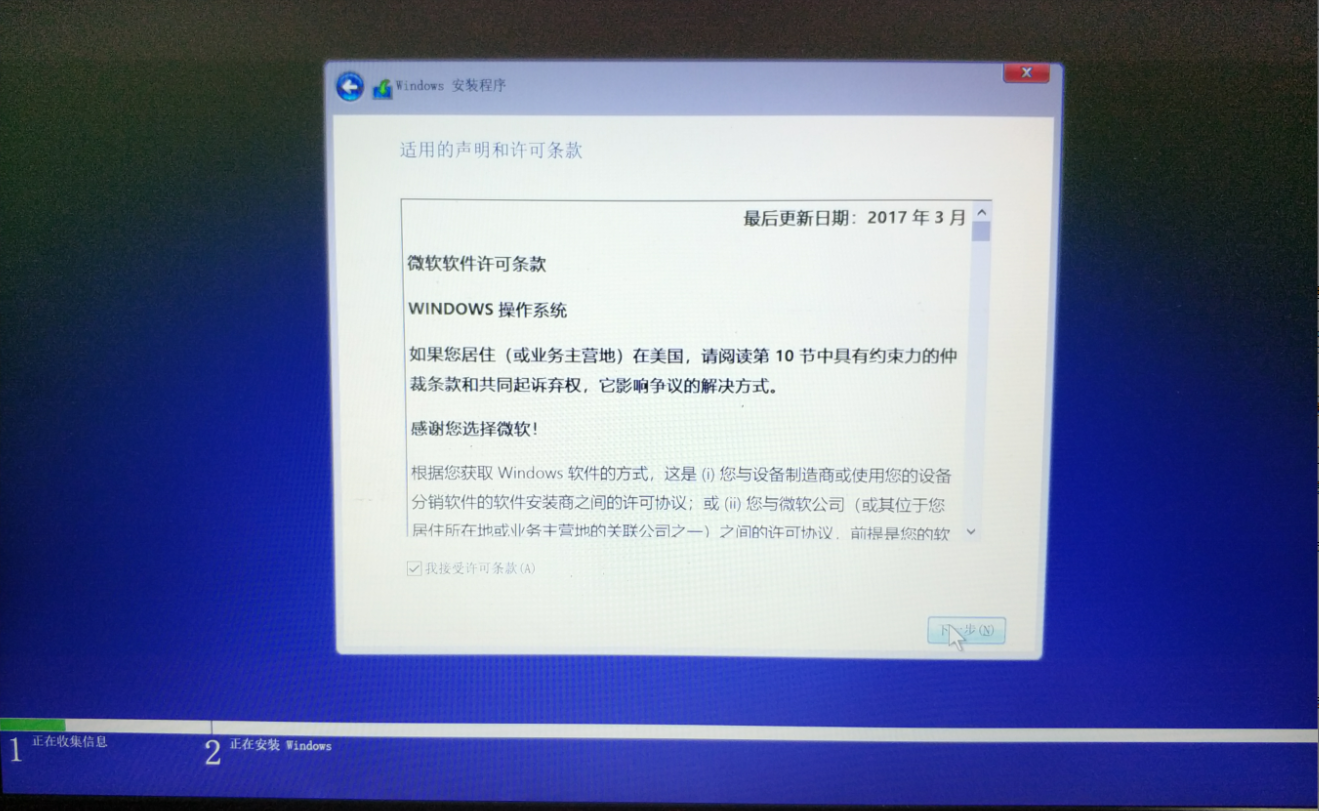 Windows 安装程序
适用的声明和许可条款
最后更新日期：2017 年 3 月
微软软件许可条款
WINDOWS 操作系统
如果您居住（或业务主营地）在美国，请阅读第 10 节中具有约束力的仲
裁条款和共同起诉弃权，它影响争议的解决方式。
感谢您选择微软！
根据您获取 Windows 软件的方式，这是 (i) 您与设备制造商或使用您的设备
分销软件的软件安装商之间的许可协议；或 (ii) 您与微软公司（或其位于您
居住所在地或业务主营地的关联公司之一）之间的许可协议，前提是您的软
我接受许可条款(A)
下一步(N)
1 正在收集信息
2 正在安装 Windows